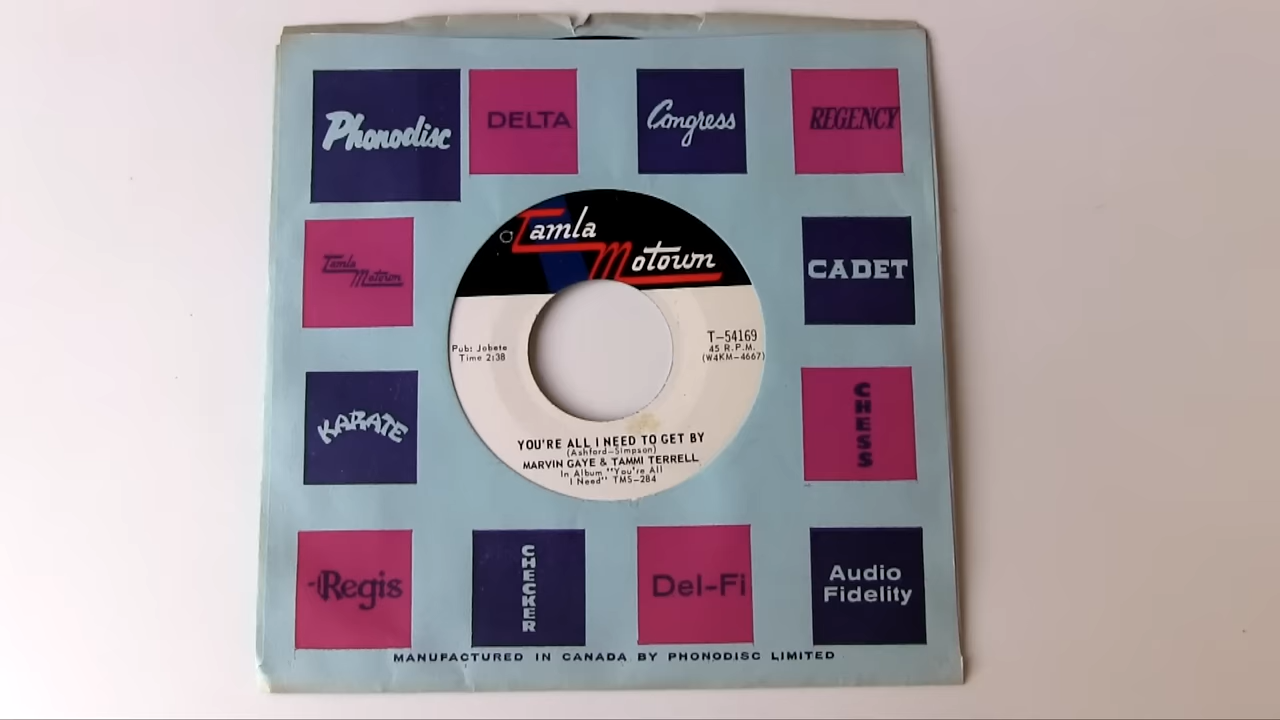 Phonodisc
DELTA
Congress
REGENCY
Tamla
Motown
CADET
KARATE
CHESS
Tamla
Motown
Pub: Jobete
Time 2:38
T-54169
45 R.P.M.
(W4KM-4667)
YOU'RE ALL I NEED TO GET BY
(Ashford-Simpson)
MARVIN GAYE & TAMMI TERRELL
In Album "You're All
I Need" TMS-284
Regis
CHECKER
Del-Fi
Audio
Fidelity
MANUFACTURED IN CANADA BY PHONODISC LIMITED